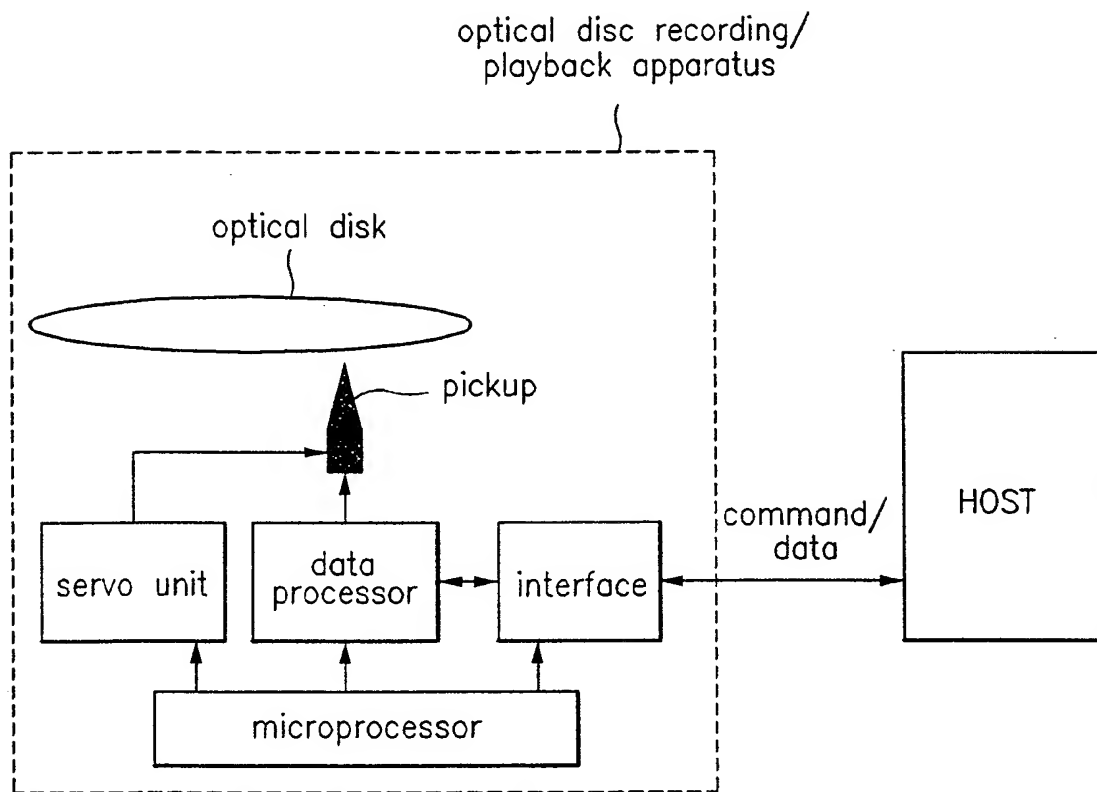 optical disc recording/
playback apparatus
optical disk
pickup
servo unit
data
processor
interface
command/
data
HOST
microprocessor